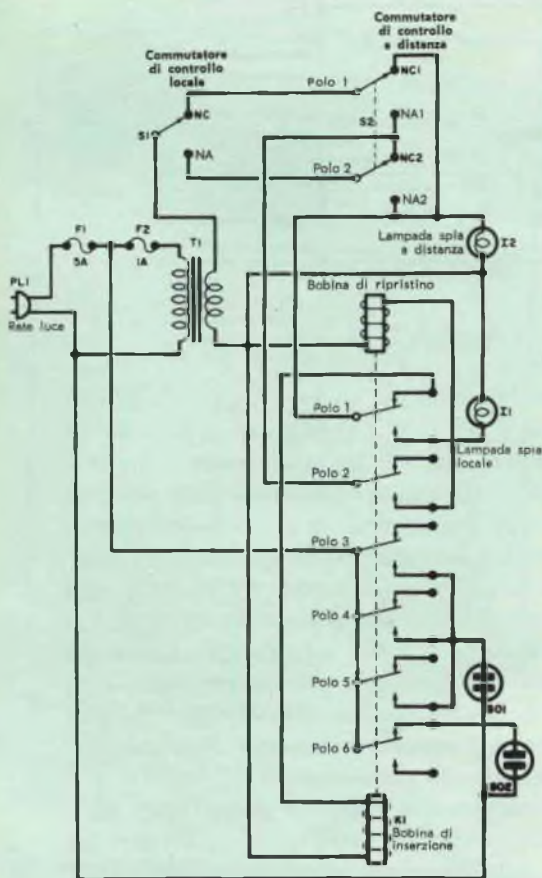 Commutatore
di controllo
a distanza
Commutatore
di controllo
locale
Polo 1
NC1
NC
S1
S2
NA1
NA
Polo 2
NC2
NA2
F1
F2
T1
Lampada spia
a distanza
I2
PL1
5A
1A
Bobina di ripristino
Rete luce
Polo 1
I1
Lampada spia
locale
Polo 2
Polo 3
Polo 4
Polo 5
SO1
Polo 6
SO2
K1
Bobina di
inserzione